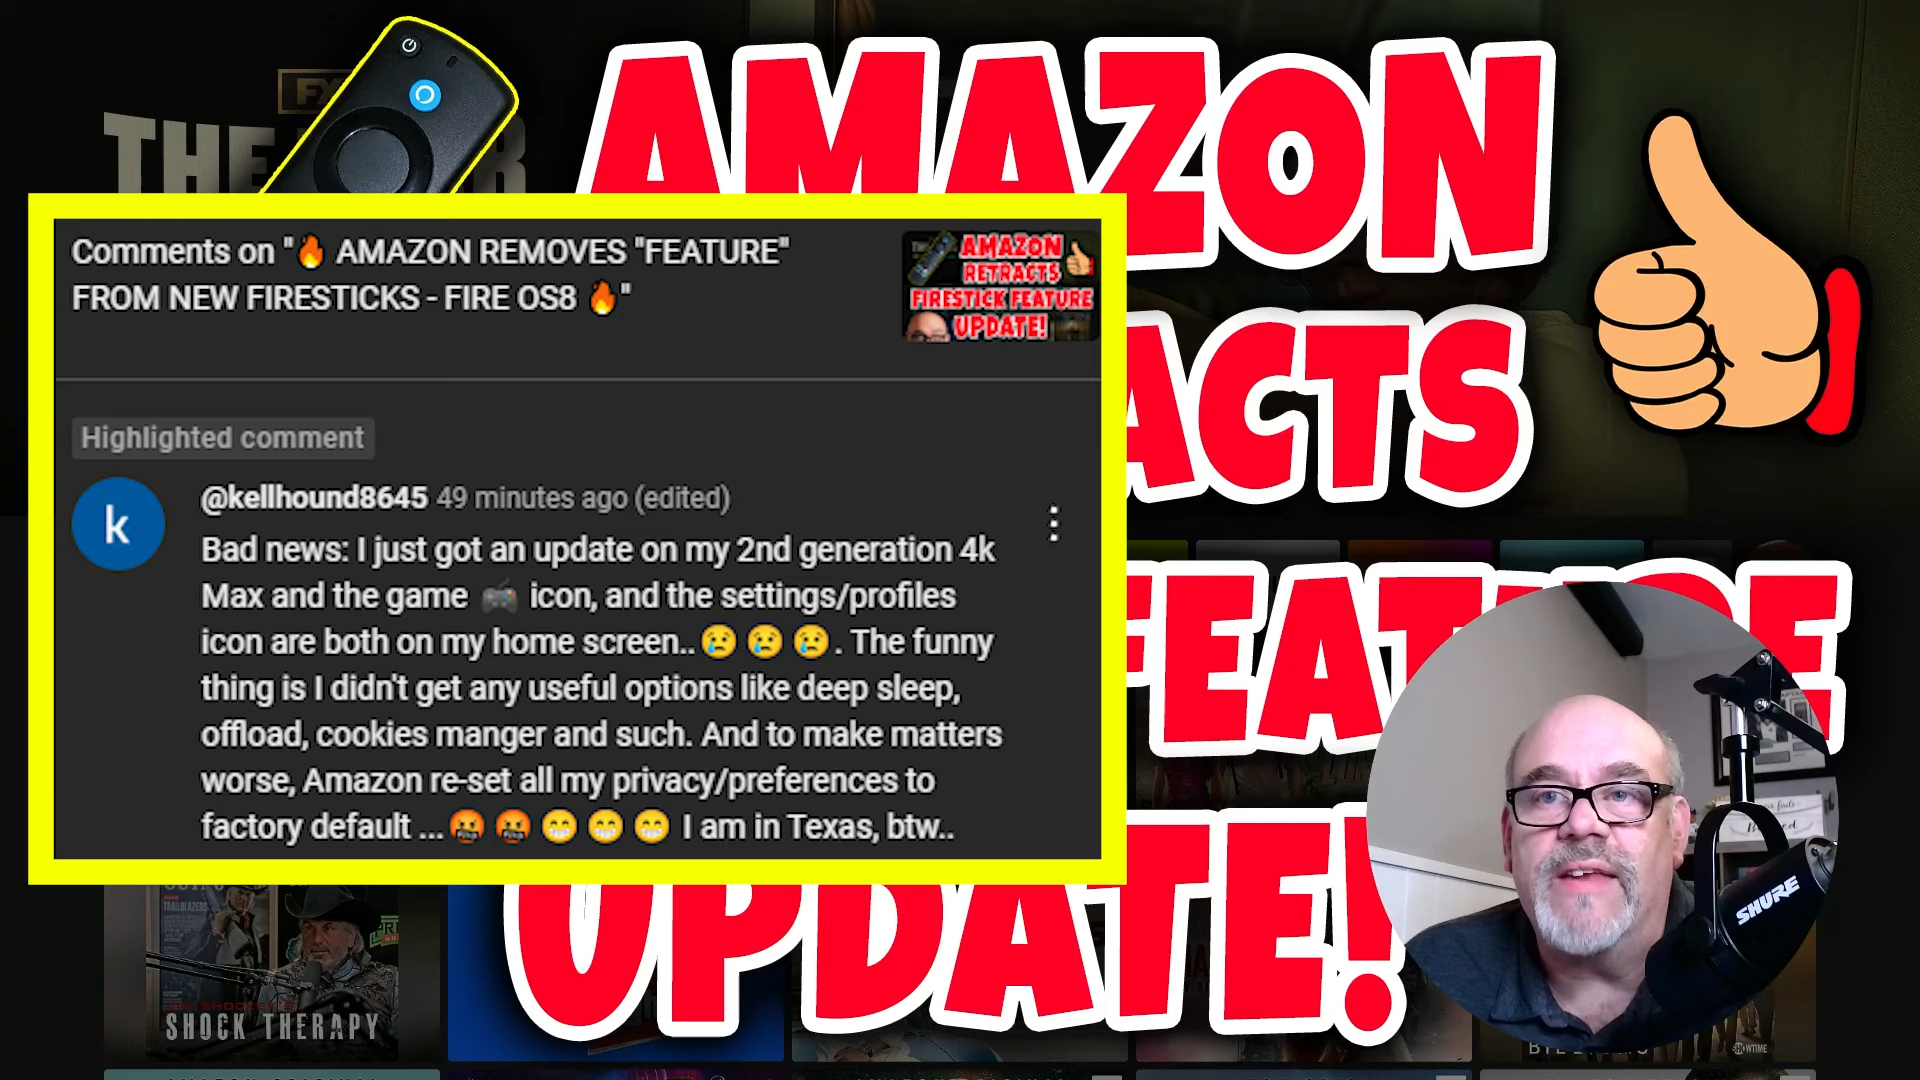 FX
THE
AMAZON
ACTS
UPDATE!
Comments on "🔥 AMAZON REMOVES "FEATURE"
FROM NEW FIRESTICKS - FIRE OS8 🔥"
AMAZON
RETRACTS
FIRESTICK FEATURE
UPDATE!
Highlighted comment
k
@kellhound8645 49 minutes ago (edited)
Bad news: I just got an update on my 2nd generation 4k
Max and the game 🎮 icon, and the settings/profiles
icon are both on my home screen..😢😢😢. The funny
thing is I didn't get any useful options like deep sleep,
offload, cookies manger and such. And to make matters
worse, Amazon re-set all my privacy/preferences to
factory default ...🤬🤬😁😁😁 I am in Texas, btw..
TRAILBLAZERS
SHOCK THERAPY
SHURE
SHOWTIME